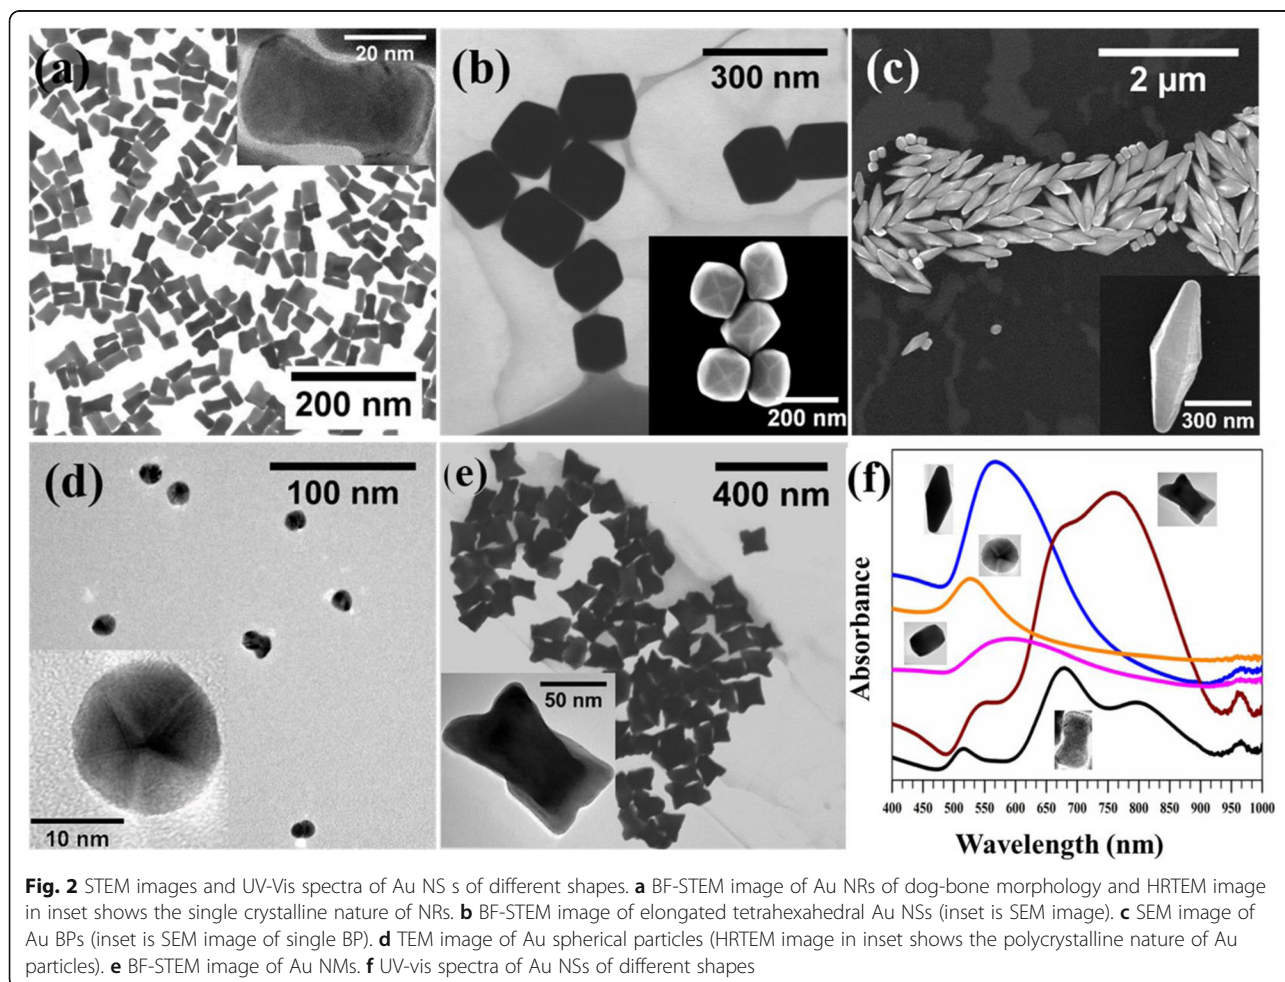 (a)
20 nm
200 nm
(b)
300 nm
200 nm
(c)
2 µm
300 nm
(d)
100 nm
10 nm
(e)
400 nm
50 nm
(f)
Absorbance
400 450 500 550 600 650 700 750 800 850 900 950 1000
Wavelength (nm)
Fig. 2 STEM images and UV-Vis spectra of Au NS s of different shapes. a BF-STEM image of Au NRs of dog-bone morphology and HRTEM image
in inset shows the single crystalline nature of NRs. b BF-STEM image of elongated tetrahexahedral Au NSs (inset is SEM image). c SEM image of
Au BPs (inset is SEM image of single BP). d TEM image of Au spherical particles (HRTEM image in inset shows the polycrystalline nature of Au
particles). e BF-STEM image of Au NMs. f UV-vis spectra of Au NSs of different shapes